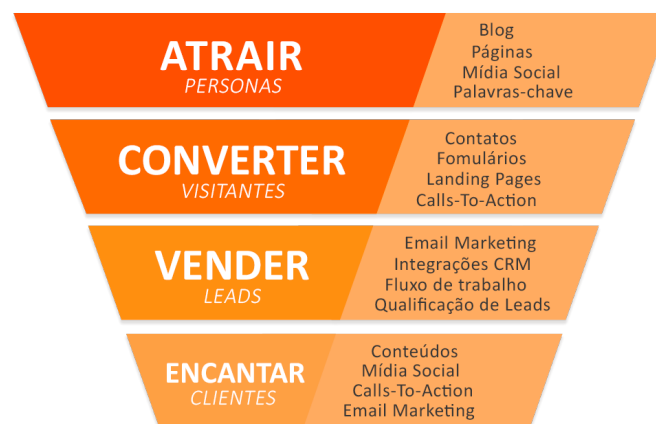 ATRAIR
PERSONAS
Blog
Páginas
Mídia Social
Palavras-chave
CONVERTER
VISITANTES
Contatos
Fomulários
Landing Pages
Calls-To-Action
VENDER
LEADS
Email Marketing
Integrações CRM
Fluxo de trabalho
Qualificação de Leads
ENCANTAR
CLIENTES
Conteúdos
Mídia Social
Calls-To-Action
Email Marketing